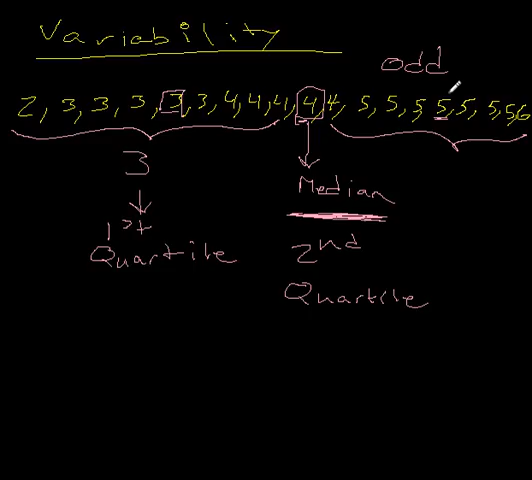 Variability
odd
2, 3, 3, 3, 3, 3, 4, 4, 4, 4, 4, 5, 5, 5, 5, 5, 5, 5, 6
3
Median
1st
Quartile
2nd
Quartile